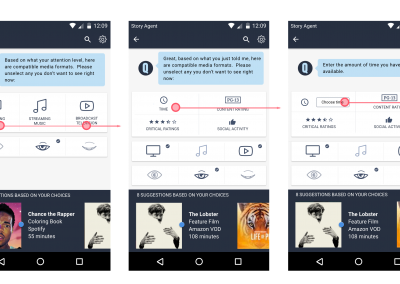 12:09
Based on your attention level, here
are compatible media formats. Please
unselect any you don't want to see right
now:
STREAMING
MUSIC
BROADCAST
TELEVISION
SUGGESTIONS BASED ON YOUR CHOICES
Chance the Rapper
Coloring Book
Spotify
55 minutes
Story Agent
12:09
Great, based on what you just told me, here
are compatible media formats. Please
unselect any you don't want to see right
now:
TIME
PG-13
CONTENT RATING
CRITICAL RATINGS
SOCIAL ACTIVITY
8 SUGGESTIONS BASED ON YOUR CHOICES
The Lobster
Feature Film
Amazon VOD
108 minutes
LIFE OF P
Story Agent
Enter the amount of time you have
available.
Choose
PG-13
CONTENT RAT
CRITICAL RATINGS
SOCIAL ACTIV
8 SUGGESTIONS BASED ON YOUR CHOICES
The Lobster
Feature Film
Amazon VOD
108 minutes